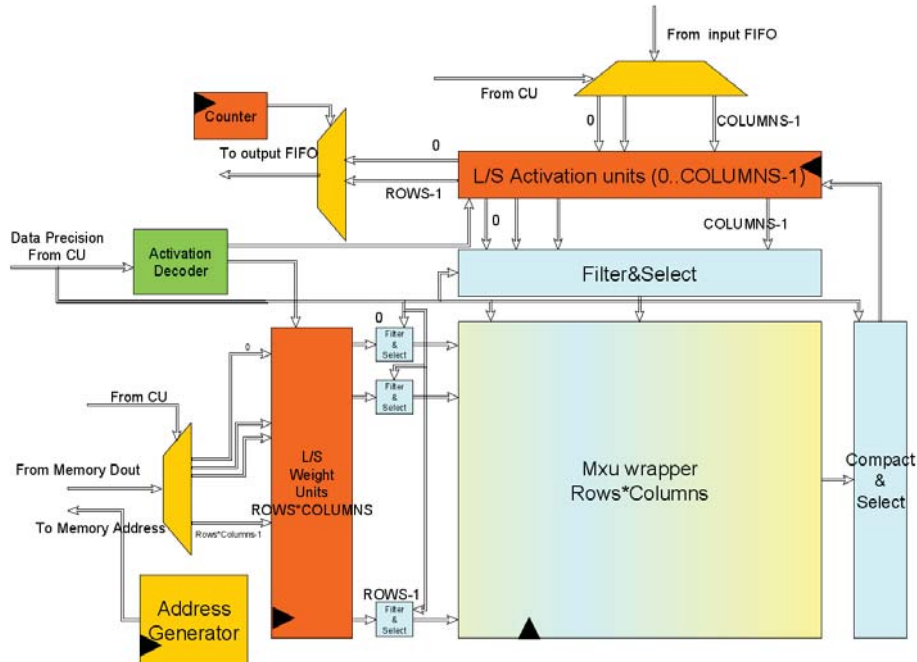 From input FIFO
From CU
Counter
0
COLUMNS-1
To output FIFO
0
L/S Activation units (0..COLUMNS-1)
ROWS-1
0
COLUMNS-1
Data Precision
From CU
Activation
Decoder
Filter&Select
0
Filter
&
Select
0
Filter
&
Select
From CU
L/S
Weight
Units
ROWS*COLUMNS
Mxu wrapper
Rows*Columns
Compact
&
Select
From Memory Dout
To Memory Address
Rows*Columns-1
ROWS-1
Filter
&
Select
Address
Generator